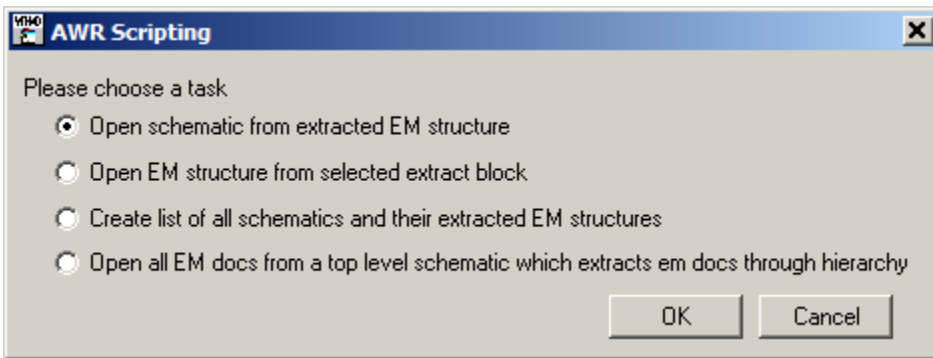 AWR Scripting
Please choose a task
Open schematic from extracted EM structure
Open EM structure from selected extract block
Create list of all schematics and their extracted EM structures
Open all EM docs from a top level schematic which extracts em docs through hierarchy
OK Cancel